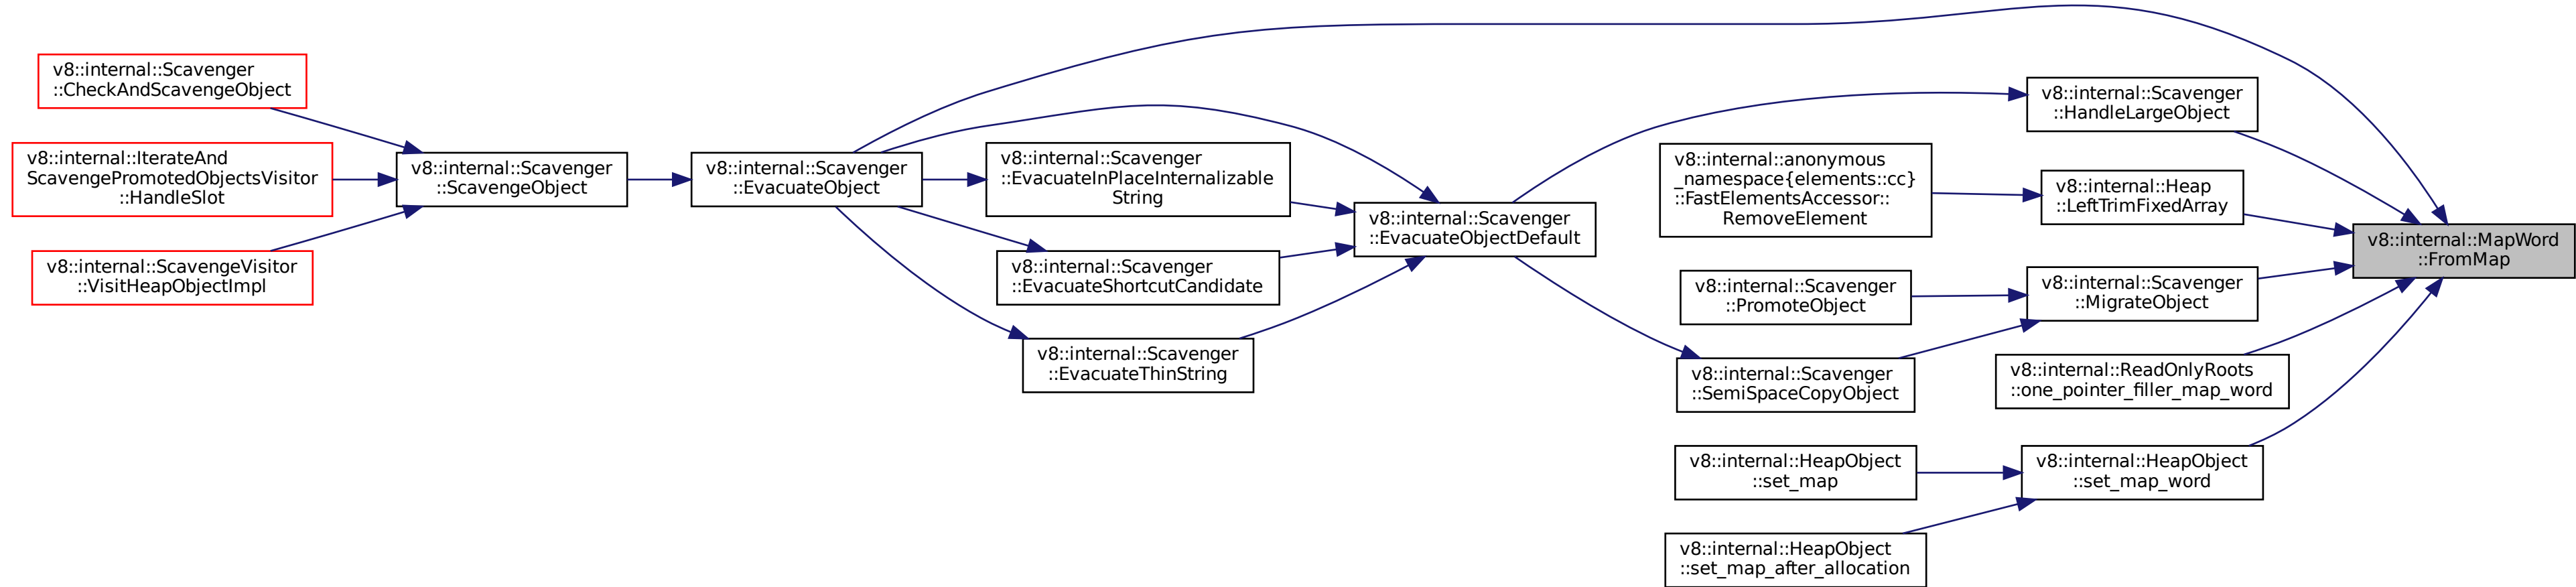 v8::internal::Scavenger
::CheckAndScavengeObject
v8::internal::IterateAnd
ScavengePromotedObjectsVisitor
::HandleSlot
v8::internal::ScavengeVisitor
::VisitHeapObjectImpl
v8::internal::Scavenger
::ScavengeObject
v8::internal::Scavenger
::EvacuateObject
v8::internal::Scavenger
::EvacuateInPlaceInternalizable
String
v8::internal::Scavenger
::EvacuateShortcutCandidate
v8::internal::Scavenger
::EvacuateThinString
v8::internal::Scavenger
::EvacuateObjectDefault
v8::internal::anonymous
_namespace{elements::cc}
::FastElementsAccessor::
RemoveElement
v8::internal::Scavenger
::PromoteObject
v8::internal::Scavenger
::SemiSpaceCopyObject
v8::internal::HeapObject
::set_map
v8::internal::HeapObject
::set_map_after_allocation
v8::internal::Scavenger
::HandleLargeObject
v8::internal::Heap
::LeftTrimFixedArray
v8::internal::Scavenger
::MigrateObject
v8::internal::ReadOnlyRoots
::one_pointer_filler_map_word
v8::internal::HeapObject
::set_map_word
v8::internal::MapWord
::FromMap